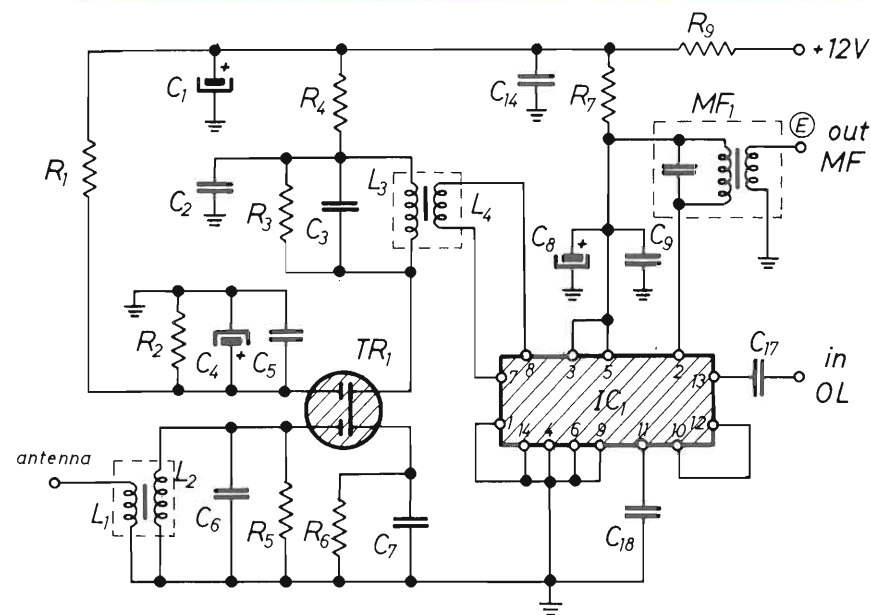 R9
+12V
C1
+
R4
C14
R7
MF1
E
out
MF
R1
C2
R3
C3
L3
L4
C8
+
C9
R2
C4
+
C5
TR1
C17
in
OL
7
8
3
5
2
13
IC1
1
14
4
6
9
11
10
12
antenna
L1
L2
C6
R5
R6
C7
C18